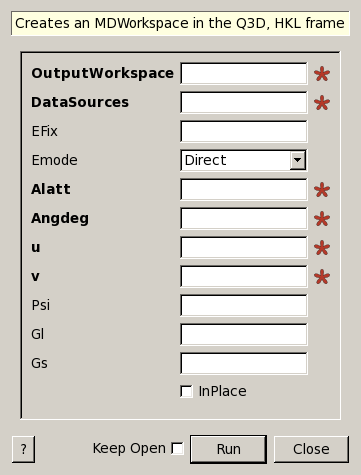 Creates an MDWorkspace in the Q3D, HKL frame
OutputWorkspace
DataSources
EFix
Emode Direct
Alatt
Angdeg
u
v
Psi
Gl
Gs
InPlace
? Keep Open Run Close